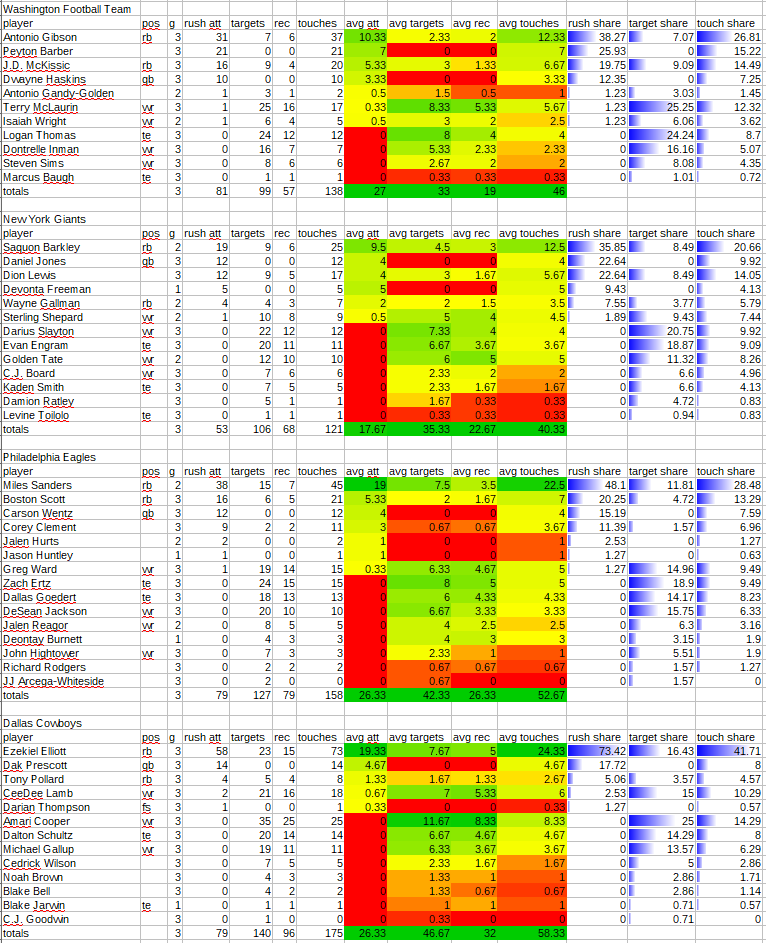 Washington Football Team
player pos g rush att targets rec touches avg att avg targets avg rec avg touches rush share target share touch share
Antonio Gibson rb 3 31 7 6 37 10.33 2.33 2 12.33 38.27 7.07 26.81
Peyton Barber 3 21 0 0 21 7 0 0 7 25.93 0 15.22
J.D. McKissic rb 3 16 9 4 20 5.33 3 1.33 6.67 19.75 9.09 14.49
Dwayne Haskins qb 3 10 0 0 10 3.33 0 0 3.33 12.35 0 7.25
Antonio Gandy-Golden 2 1 3 1 2 0.5 1.5 0.5 1 1.23 3.03 1.45
Terry McLaurin wr 3 1 25 16 17 0.33 8.33 5.33 5.67 1.23 25.25 12.32
Isaiah Wright wr 2 1 6 4 5 0.5 3 2 2.5 1.23 6.06 3.62
Logan Thomas te 3 0 24 12 12 0 8 4 4 0 24.24 8.7
Dontrelle Inman wr 3 0 16 7 7 0 5.33 2.33 2.33 0 16.16 5.07
Steven Sims wr 3 0 8 6 6 0 2.67 2 2 0 8.08 4.35
Marcus Baugh te 3 0 1 1 1 0 0.33 0.33 0.33 0 1.01 0.72
totals 3 81 99 57 138 27 33 19 46
New York Giants
player pos g rush att targets rec touches avg att avg targets avg rec avg touches rush share target share touch share
Saquon Barkley rb 2 19 9 6 25 9.5 4.5 3 12.5 35.85 8.49 20.66
Daniel Jones qb 3 12 0 0 12 4 0 0 4 22.64 0 9.92
Dion Lewis 3 12 9 5 17 4 3 1.67 5.67 22.64 8.49 14.05
Devonta Freeman 1 5 0 0 5 5 0 0 5 9.43 0 4.13
Wayne Gallman rb 2 4 4 3 7 2 2 1.5 3.5 7.55 3.77 5.79
Sterling Shepard wr 2 1 10 8 9 0.5 5 4 4.5 1.89 9.43 7.44
Darius Slayton wr 3 0 22 12 12 0 7.33 4 4 0 20.75 9.92
Evan Engram te 3 0 20 11 11 0 6.67 3.67 3.67 0 18.87 9.09
Golden Tate wr 2 0 12 10 10 0 6 5 5 0 11.32 8.26
C.J. Board wr 3 0 7 6 6 0 2.33 2 2 0 6.6 4.96
Kaden Smith te 3 0 7 5 5 0 2.33 1.67 1.67 0 6.6 4.13
Damion Ratley 3 0 5 1 1 0 1.67 0.33 0.33 0 4.72 0.83
Levine Toilolo te 3 0 1 1 1 0 0.33 0.33 0.33 0 0.94 0.83
totals 3 53 106 68 121 17.67 35.33 22.67 40.33
Philadelphia Eagles
player pos g rush att targets rec touches avg att avg targets avg rec avg touches rush share target share touch share
Miles Sanders rb 2 38 15 7 45 19 7.5 3.5 22.5 48.1 11.81 28.48
Boston Scott rb 3 16 6 5 21 5.33 2 1.67 7 20.25 4.72 13.29
Carson Wentz qb 3 12 0 0 12 4 0 0 4 15.19 0 7.59
Corey Clement 3 9 2 2 11 3 0.67 0.67 3.67 11.39 1.57 6.96
Jalen Hurts 2 2 0 0 2 1 0 0 1 2.53 0 1.27
Jason Huntley 1 1 0 0 1 1 0 0 1 1.27 0 0.63
Greg Ward wr 3 1 19 14 15 0.33 6.33 4.67 5 1.27 14.96 9.49
Zach Ertz te 3 0 24 15 15 0 8 5 5 0 18.9 9.49
Dallas Goedert te 3 0 18 13 13 0 6 4.33 4.33 0 14.17 8.23
DeSean Jackson wr 3 0 20 10 10 0 6.67 3.33 3.33 0 15.75 6.33
Jalen Reagor wr 2 0 8 5 5 0 4 2.5 2.5 0 6.3 3.16
Deontay Burnett 1 0 4 3 3 0 4 3 3 0 3.15 1.9
John Hightower wr 3 0 7 3 3 0 2.33 1 1 0 5.51 1.9
Richard Rodgers 3 0 2 2 2 0 0.67 0.67 0.67 0 1.57 1.27
JJ Arcega-Whiteside 3 0 2 0 0 0 0.67 0 0 0 1.57 0
totals 3 79 127 79 158 26.33 42.33 26.33 52.67
Dallas Cowboys
player pos g rush att targets rec touches avg att avg targets avg rec avg touches rush share target share touch share
Ezekiel Elliott rb 3 58 23 15 73 19.33 7.67 5 24.33 73.42 16.43 41.71
Dak Prescott qb 3 14 0 0 14 4.67 0 0 4.67 17.72 0 8
Tony Pollard rb 3 4 5 4 8 1.33 1.67 1.33 2.67 5.06 3.57 4.57
CeeDee Lamb wr 3 2 21 16 18 0.67 7 5.33 6 2.53 15 10.29
Darian Thompson fs 3 1 0 0 1 0.33 0 0 0.33 1.27 0 0.57
Amari Cooper wr 3 0 35 25 25 0 11.67 8.33 8.33 0 25 14.29
Dalton Schultz te 3 0 20 14 14 0 6.67 4.67 4.67 0 14.29 8
Michael Gallup wr 3 0 19 11 11 0 6.33 3.67 3.67 0 13.57 6.29
Cedrick Wilson 3 0 7 5 5 0 2.33 1.67 1.67 0 5 2.86
Noah Brown 3 0 4 3 3 0 1.33 1 1 0 2.86 1.71
Blake Bell 3 0 4 2 2 0 1.33 0.67 0.67 0 2.86 1.14
Blake Jarwin te 1 0 1 1 1 0 1 1 1 0 0.71 0.57
C.J. Goodwin 3 0 1 0 0 0 0.33 0 0 0 0.71 0
totals 3 79 140 96 175 26.33 46.67 32 58.33